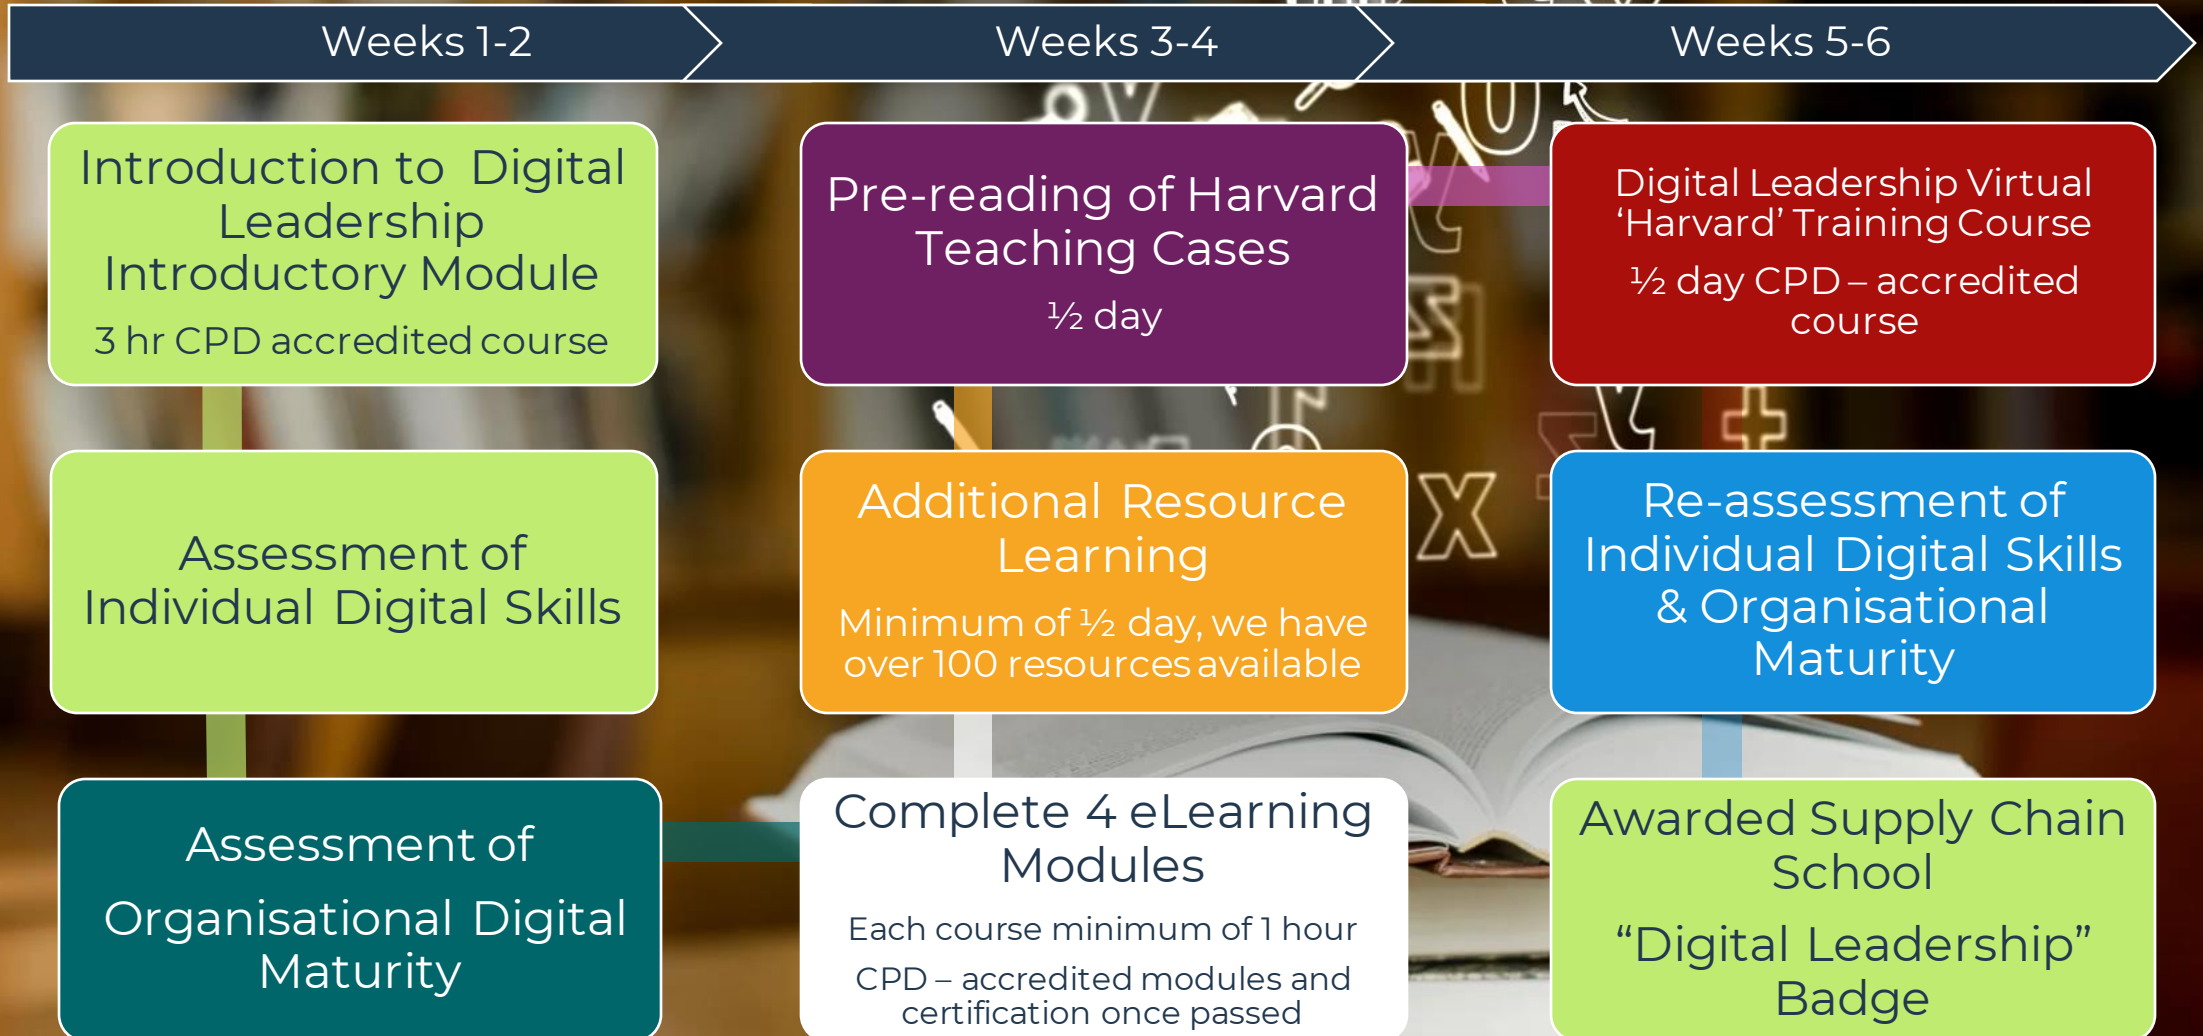 Weeks 1-2
Weeks 3-4
Weeks 5-6
Introduction to Digital
Leadership
Introductory Module
3 hr CPD accredited course
Assessment of
Individual Digital Skills
Assessment of
Organisational Digital
Maturity
Pre-reading of Harvard
Teaching Cases
½ day
Additional Resource
Learning
Minimum of ½ day, we have
over 100 resources available
Complete 4 eLearning
Modules
Each course minimum of 1 hour
CPD – accredited modules and
certification once passed
Digital Leadership Virtual
‘Harvard’ Training Course
½ day CPD – accredited
course
Re-assessment of
Individual Digital Skills
& Organisational
Maturity
Awarded Supply Chain
School
“Digital Leadership”
Badge